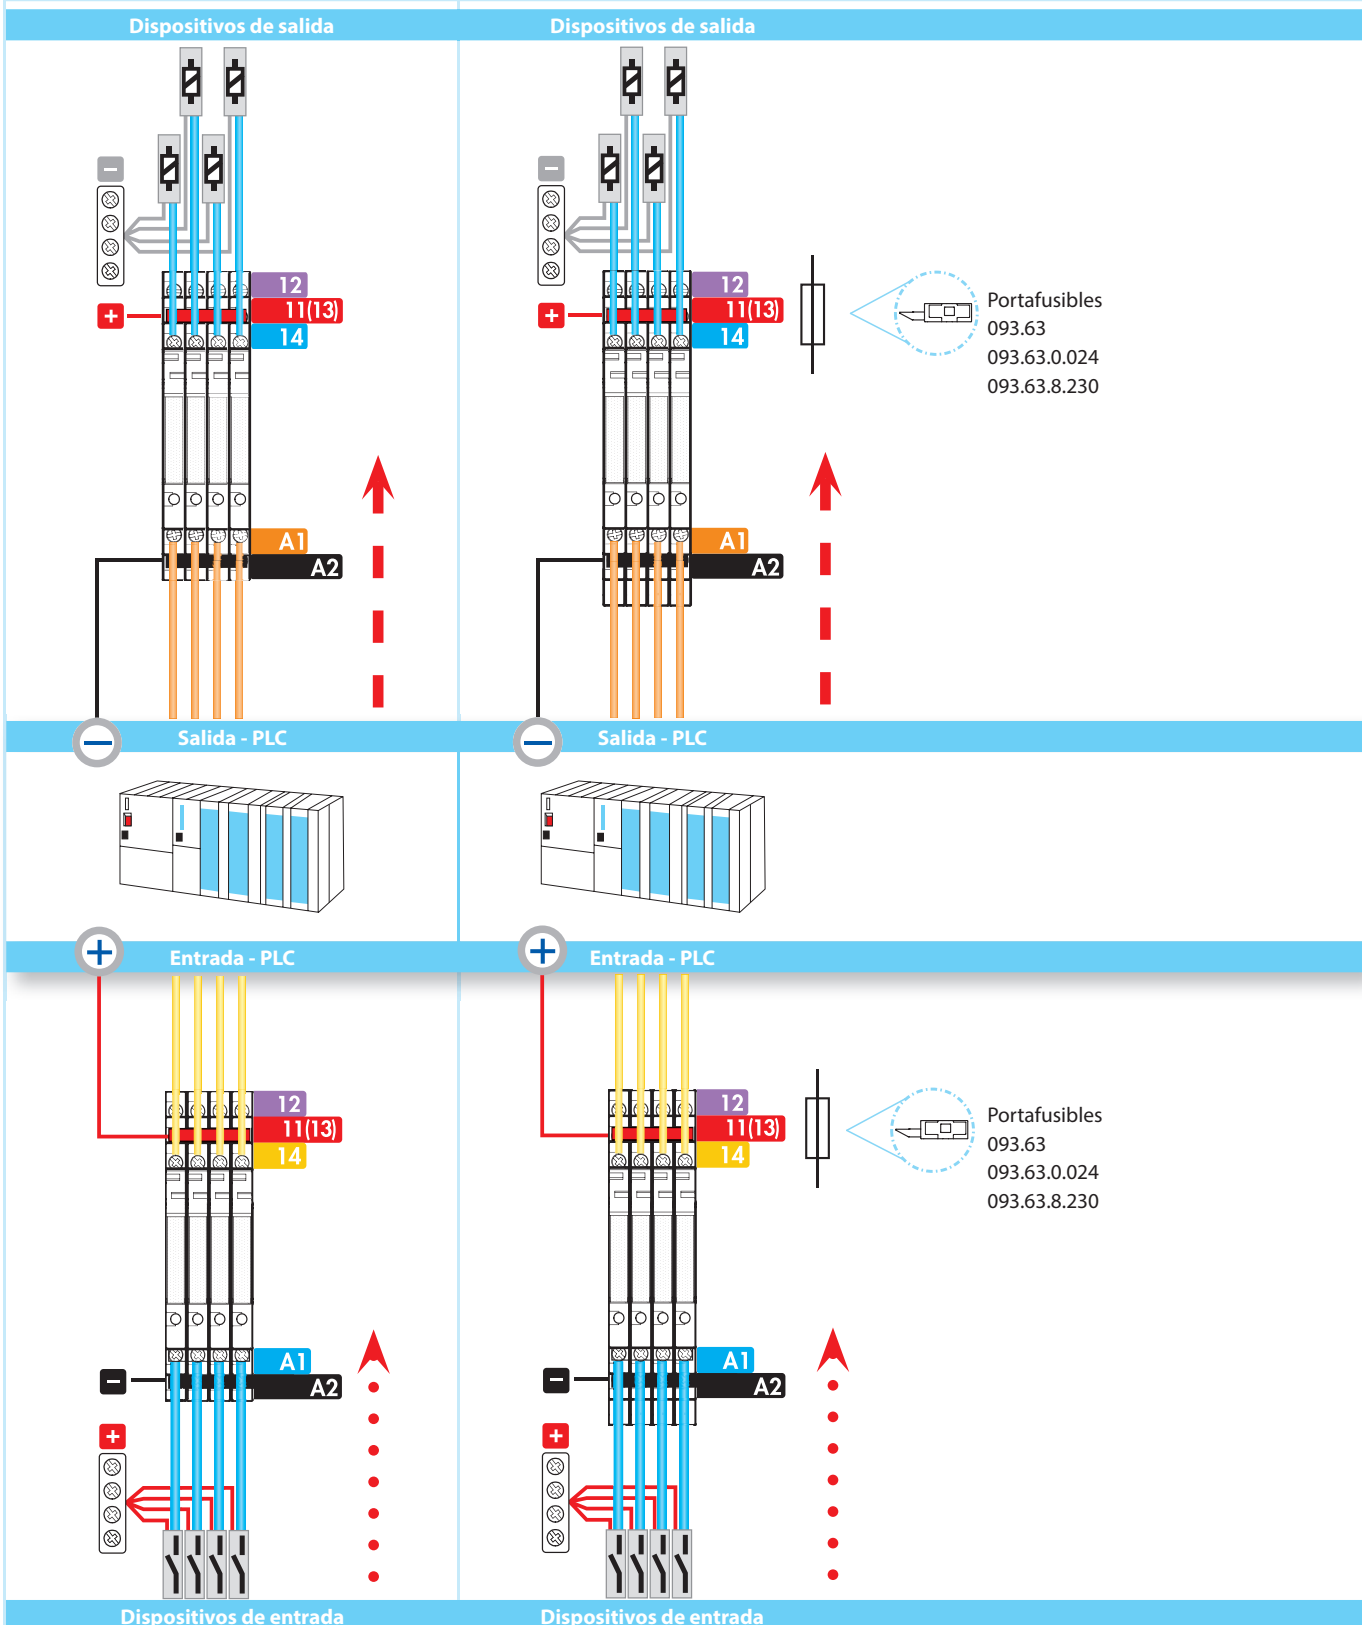 Dispositivos de salida
Dispositivos de salida
−
12
+
11(13)
14
A1
A2
−
12
+
11(13)
14
A1
A2
Portafusibles
093.63
093.63.0.024
093.63.8.230
−
Salida - PLC
−
Salida - PLC
+
Entrada - PLC
+
Entrada - PLC
12
11(13)
14
A1
−
A2
+
12
11(13)
14
A1
−
A2
+
Portafusibles
093.63
093.63.0.024
093.63.8.230
Dispositivos de entrada
Dispositivos de entrada